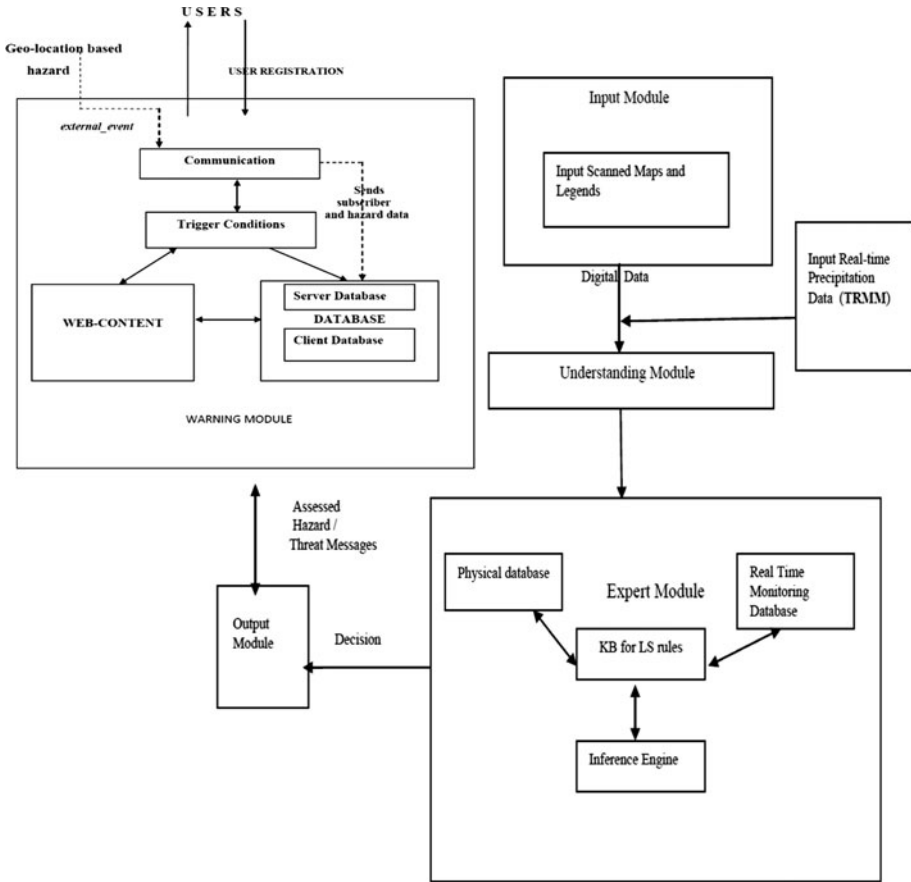 U S E R S
Geo-location based
hazard
USER REGISTRATION
external_event
Communication
Sends
subscriber
and hazard data
Trigger Conditions
WEB-CONTENT
Server Database
DATABASE
Client Database
WARNING MODULE
Input Module
Input Scanned Maps and
Legends
Digital Data
Input Real-time
Precipitation
Data (TRMM)
Understanding Module
Assessed
Hazard /
Threat Messages
Output
Module
Decision
Physical database
Expert Module
Real Time
Monitoring
Database
KB for LS rules
Inference Engine